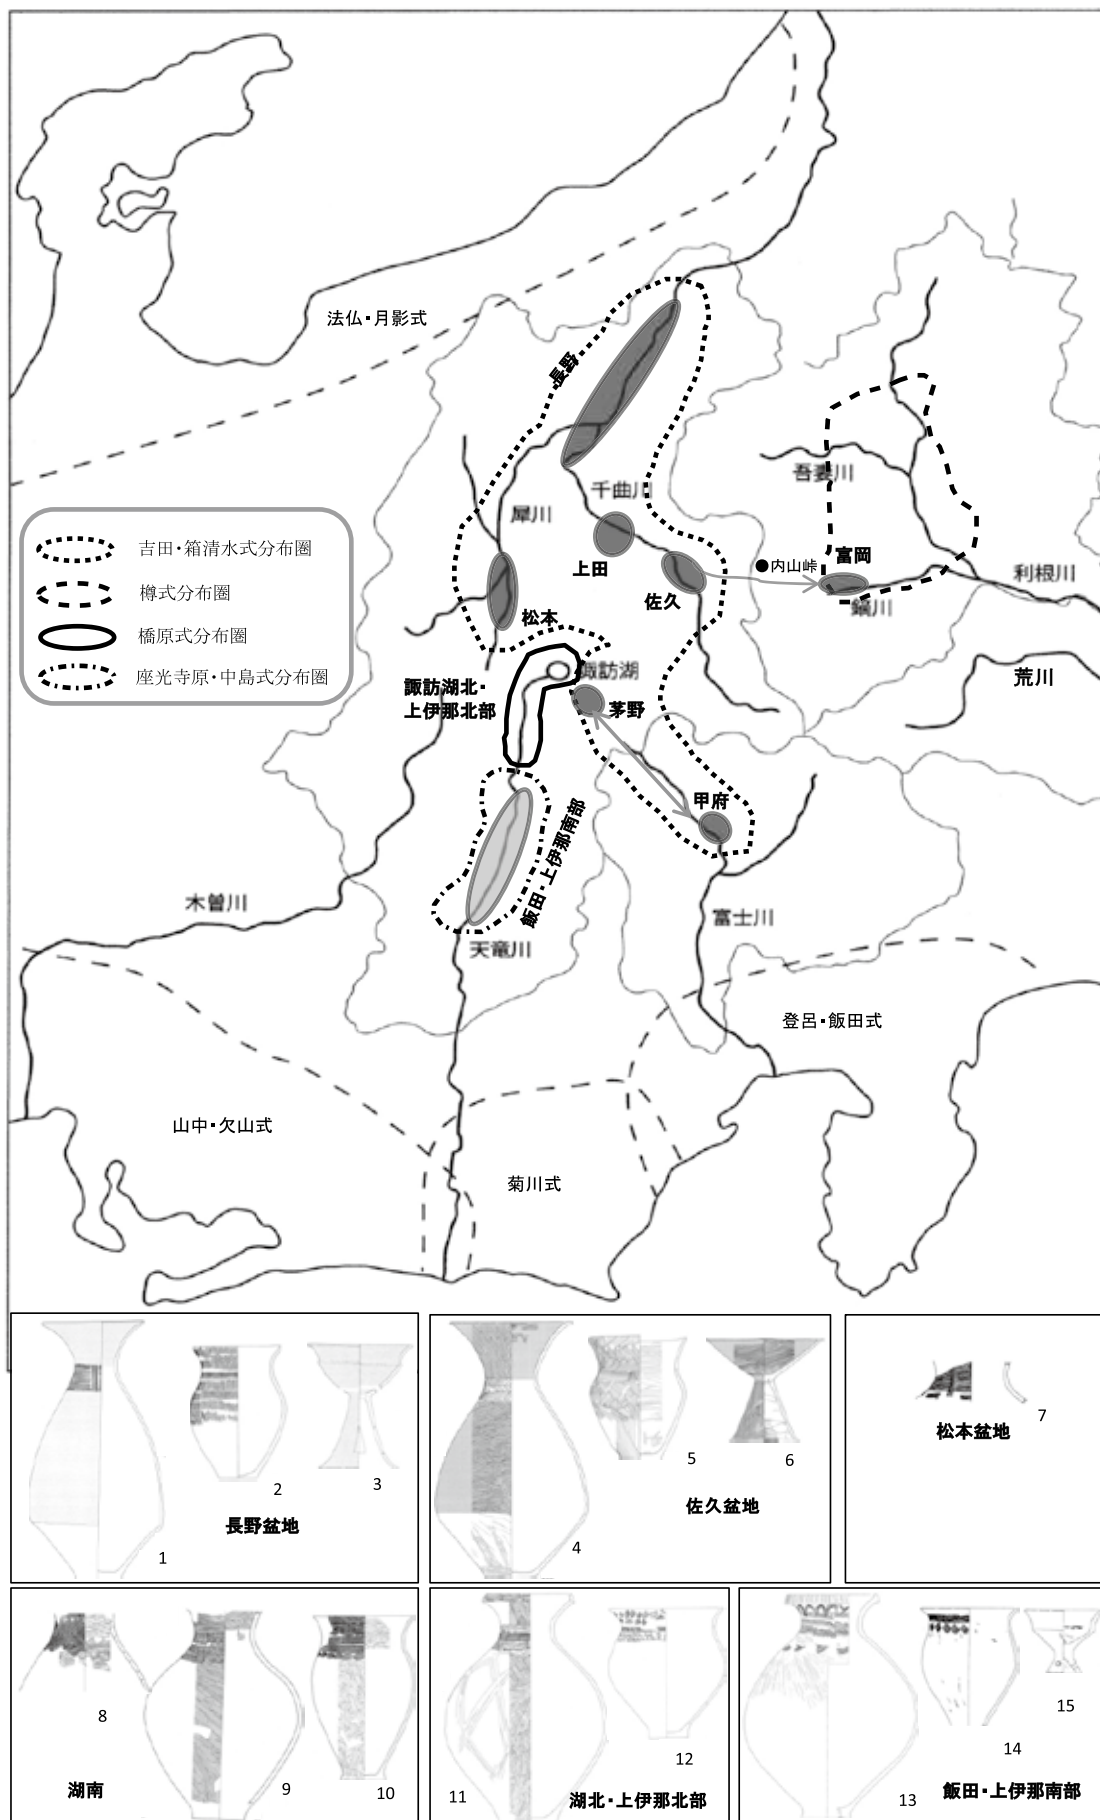 法仏・月影式
長野
吾妻川
千曲川
犀川
吉田・箱清水式分布圏
樽式分布圏
橋原式分布圏
座光寺原・中島式分布圏
上田
佐久
内山峠
富岡
利根川
鏑川
松本
諏訪湖
諏訪湖北・
上伊那北部
茅野
荒川
甲府
飯田・上伊那南部
木曽川
天竜川
富士川
登呂・飯田式
山中・欠山式
菊川式
1
2
3
長野盆地
4
5
6
佐久盆地
7
松本盆地
8
9
10
湖南
11
12
湖北・上伊那北部
13
14
15
飯田・上伊那南部